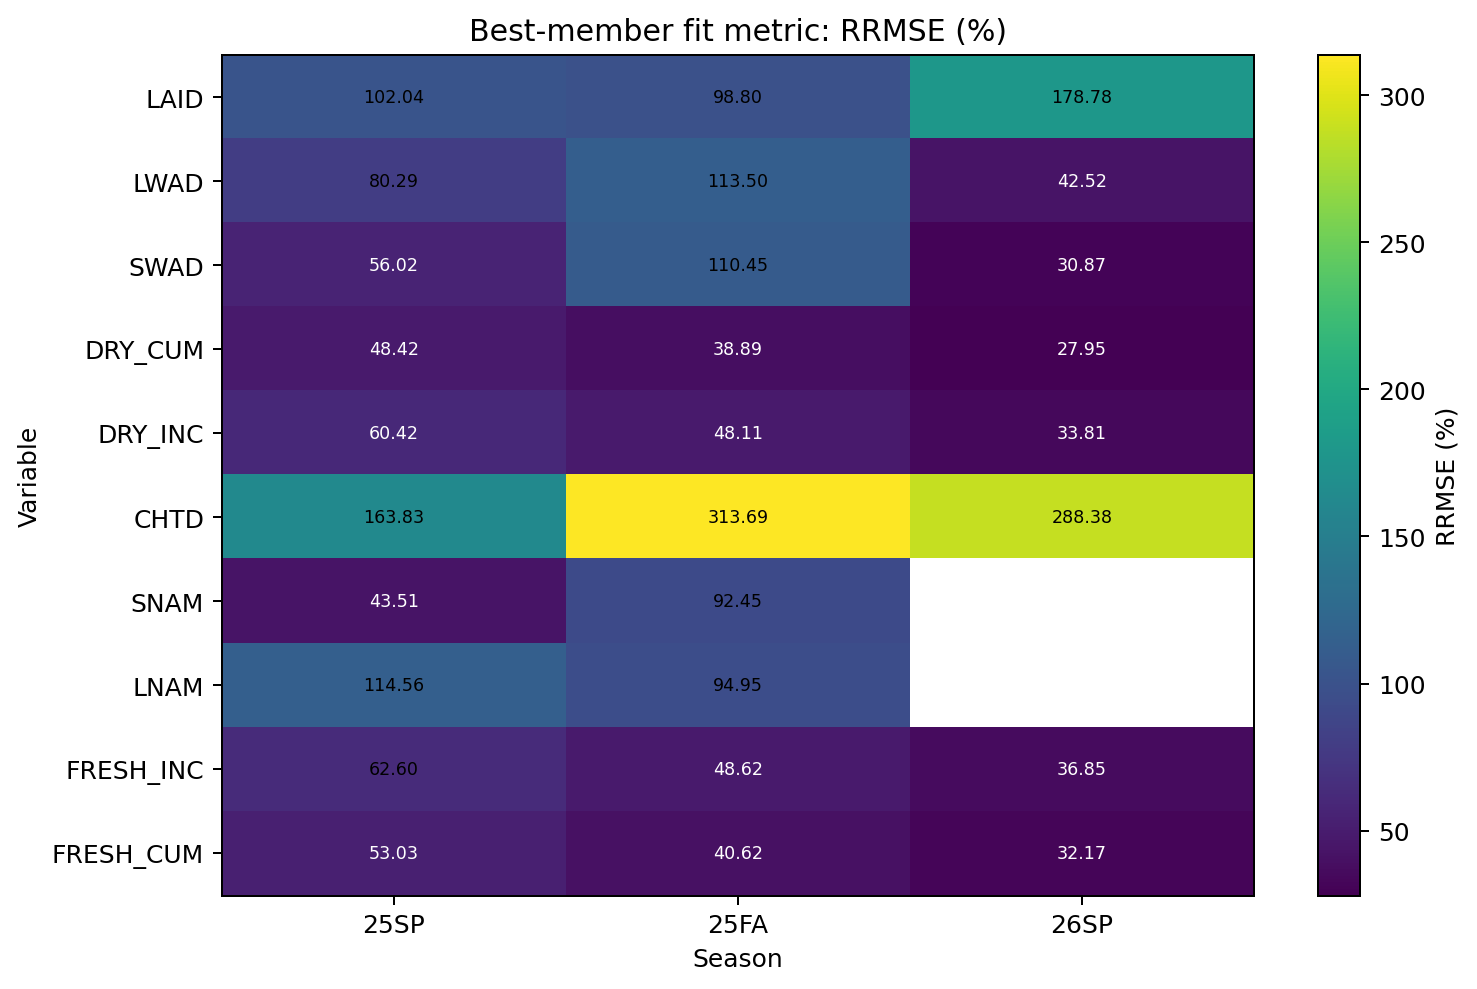 Best-member fit metric: RRMSE (%)
LAID 102.04 98.80 178.78
LWAD 80.29 113.50 42.52
SWAD 56.02 110.45 30.87
DRY_CUM 48.42 38.89 27.95
DRY_INC 60.42 48.11 33.81
CHTD 163.83 313.69 288.38
SNAM 43.51 92.45
LNAM 114.56 94.95
FRESH_INC 62.60 48.62 36.85
FRESH_CUM 53.03 40.62 32.17
25SP 25FA 26SP
Season
Variable
300
250
200
150
100
50
RRMSE (%)